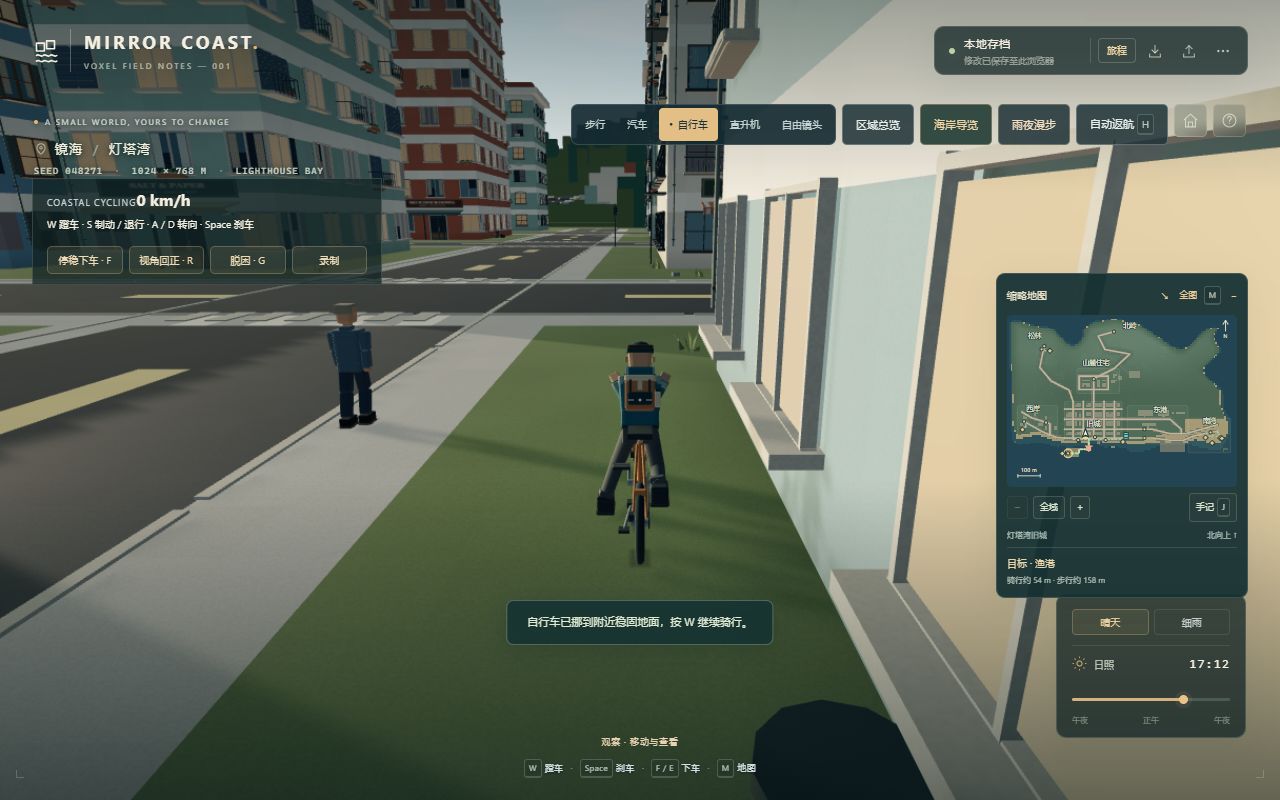 MIRROR COAST.
VOXEL FIELD NOTES — 001
本地存档
修改已保存至此浏览器
旅程
步行 汽车 • 自行车 直升机 自由镜头 区域总览 海岸导览 雨夜漫步 自动返航 H
A SMALL WORLD, YOURS TO CHANGE
镜海 / 灯塔湾
SEED 048271 · 1024 × 768 M · LIGHTHOUSE BAY
SALT & PAPER
COASTAL CYCLING 0 km/h
W 蹬车 · S 制动 / 退行 · A / D 转向 · Space 刹车
停稳下车 · F 视角回正 · R 脱困 · G 录制
缩略地图 ↘ 全图 M −
北岭
N
松林
山麓住宅
西岸
东港
旧城
南湾
100 m
− 全域 + 手记 J
灯塔湾旧城 北向上 ↑
目标 · 渔港
骑行约 54 m · 步行约 158 m
晴天 细雨
日照 17:12
午夜 正午 午夜
自行车已挪到附近稳固地面，按 W 继续骑行。
观察 · 移动与查看
W 蹬车 · Space 刹车 · F / E 下车 · M 地图